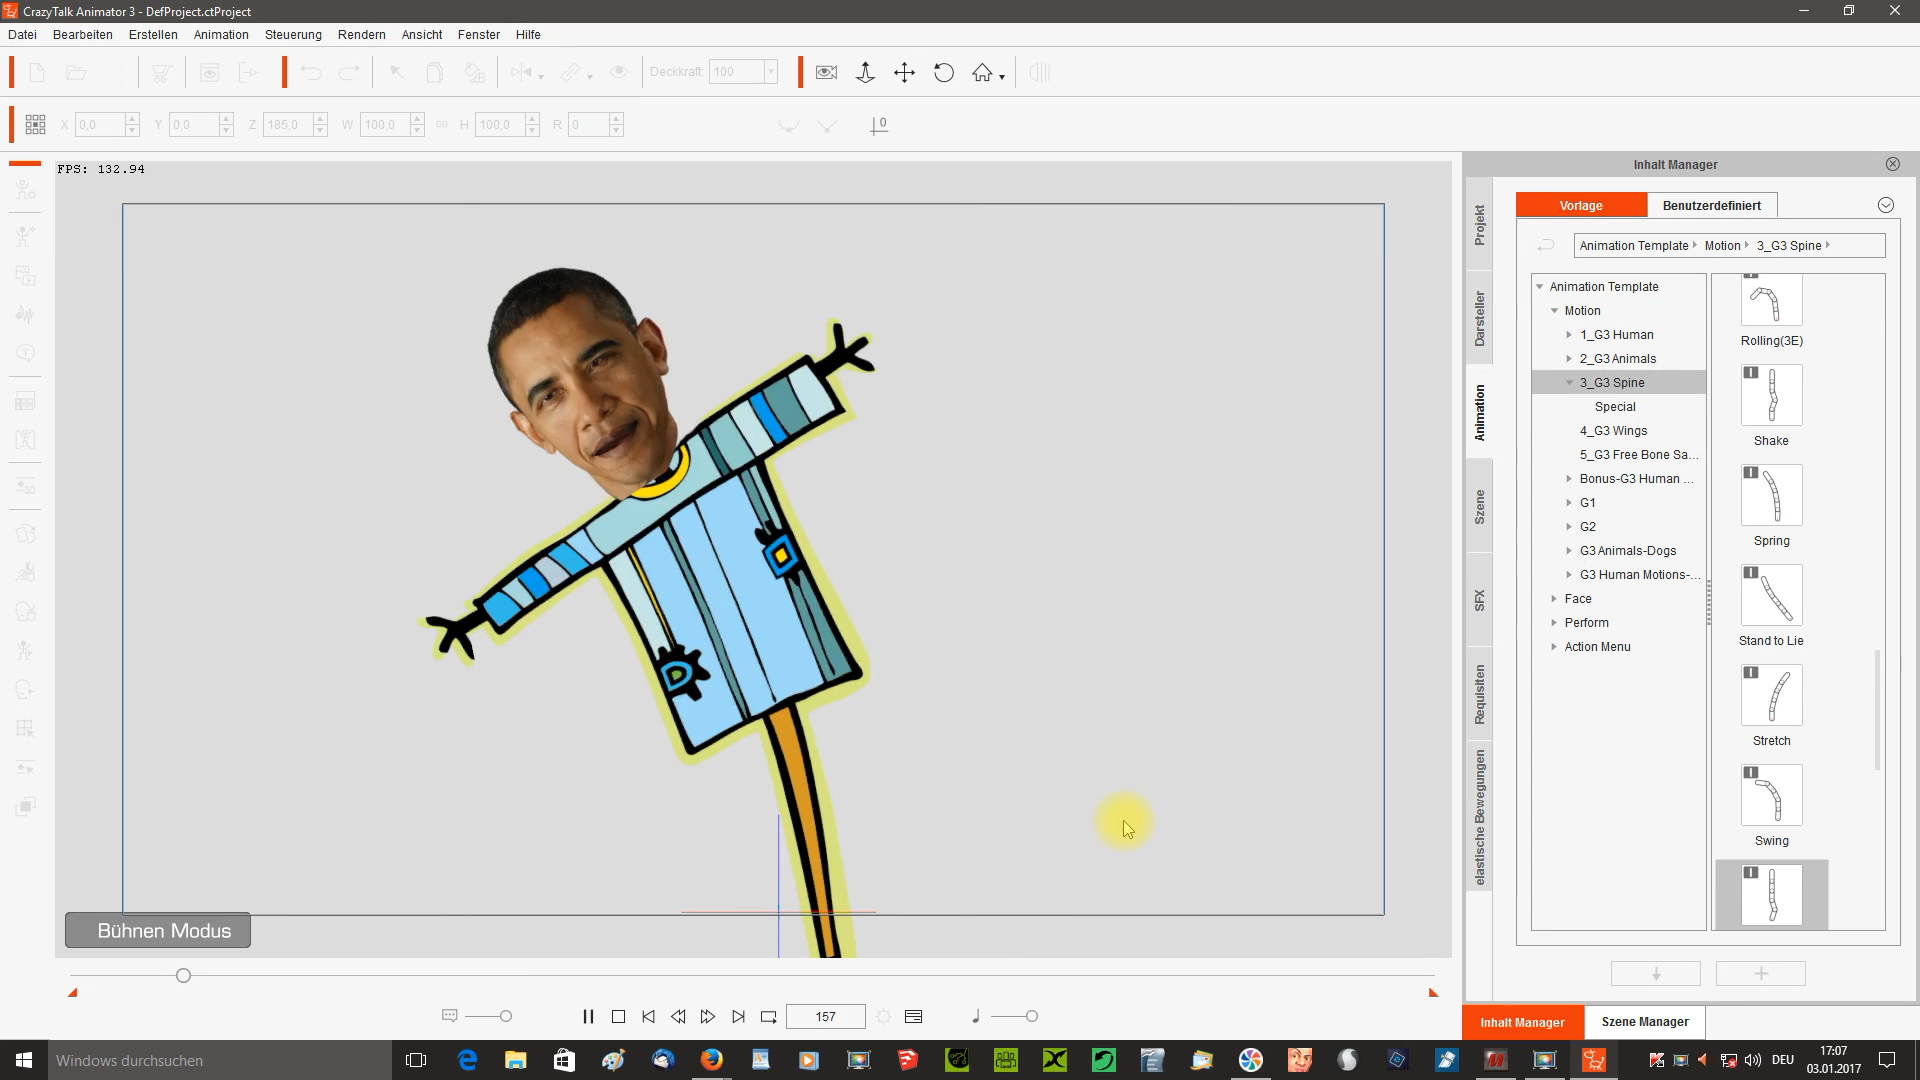 CrazyTalk Animator 3 - DefProject.ctProject
Datei Bearbeiten Erstellen Animation Steuerung Rendern Ansicht Fenster Hilfe
Deckkraft: 100
X 0,0 Y 0,0 Z 185,0 W 100,0 H 100,0 R 0
0
FPS: 132.94
D
Bühnen Modus
157
Inhalt Manager
Projekt
Darsteller
Animation
Szene
SFX
Requisiten
elastische Bewegungen
Vorlage Benutzerdefiniert
Animation Template Motion 3_G3 Spine
Animation Template
Motion
1_G3 Human
2_G3 Animals
3_G3 Spine
Special
4_G3 Wings
5_G3 Free Bone Sa...
Bonus-G3 Human ...
G1
G2
G3 Animals-Dogs
G3 Human Motions-...
Face
Perform
Action Menu
Rolling(3E)
Shake
Spring
Stand to Lie
Stretch
Swing
Inhalt Manager Szene Manager
Windows durchsuchen
DEU
17:07
03.01.2017